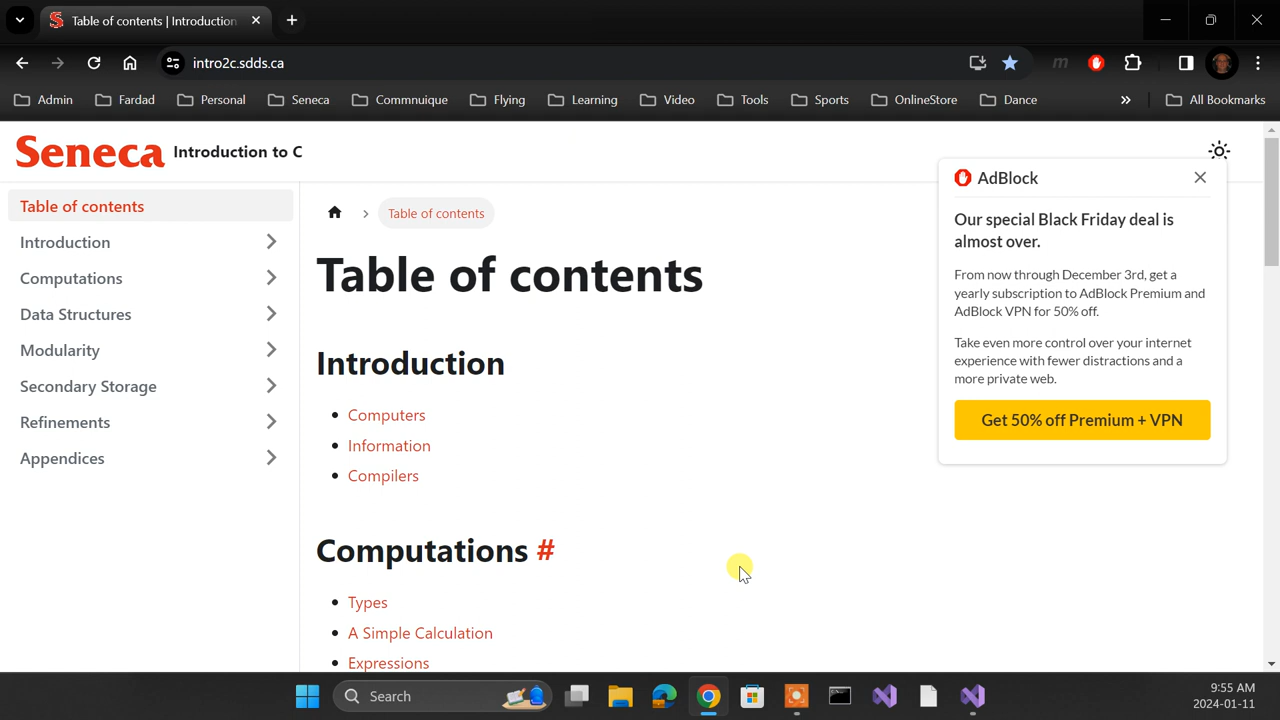 Table of contents | Introduction
intro2c.sdds.ca
Admin
Fardad
Personal
Seneca
Commnuique
Flying
Learning
Video
Tools
Sports
OnlineStore
Dance
»
All Bookmarks
Seneca Introduction to C
Table of contents
Introduction
Computations
Data Structures
Modularity
Secondary Storage
Refinements
Appendices
Table of contents
Table of contents
Introduction
Computers
Information
Compilers
Computations #
Types
A Simple Calculation
Expressions
AdBlock
Our special Black Friday deal is
almost over.
From now through December 3rd, get a
yearly subscription to AdBlock Premium and
AdBlock VPN for 50% off.
Take even more control over your internet
experience with fewer distractions and a
more private web.
Get 50% off Premium + VPN
Search
9:55 AM
2024-01-11